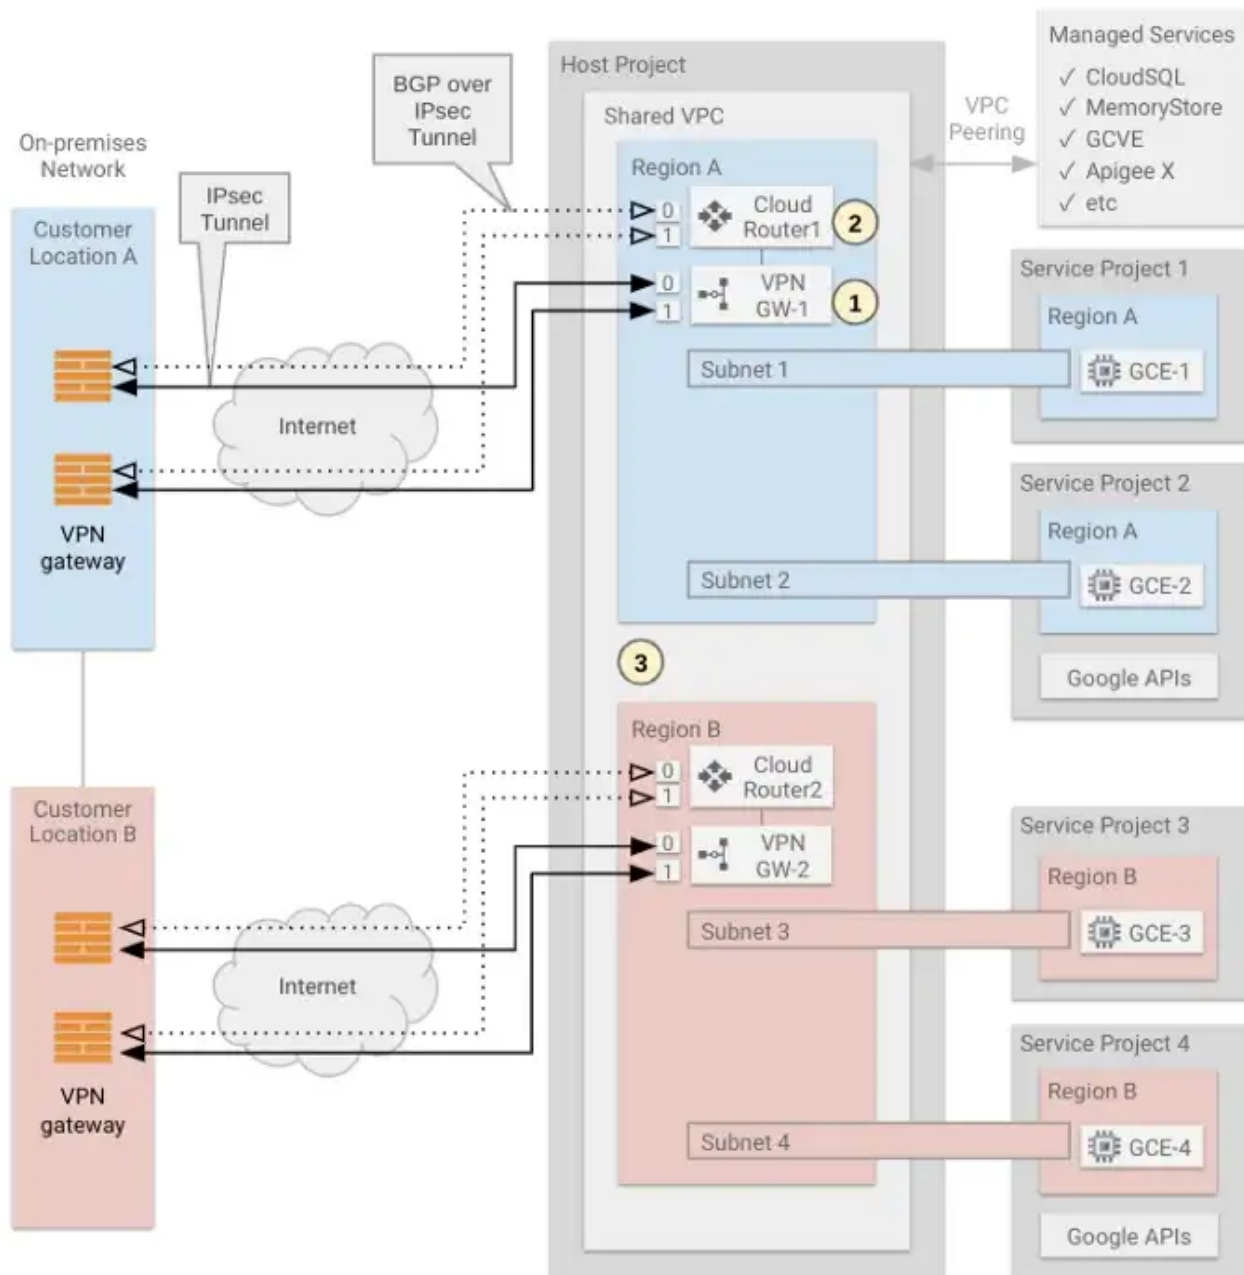 On-premises
Network
Customer
Location A
VPN
gateway
IPsec
Tunnel
BGP over
IPsec
Tunnel
Internet
Host Project
Shared VPC
Region A
0
1
Cloud
Router1
2
0
1
VPN
GW-1
1
Subnet 1
Subnet 2
3
VPC
Peering
Managed Services
✓ CloudSQL
✓ MemoryStore
✓ GCVE
✓ Apigee X
✓ etc
Service Project 1
Region A
GCE-1
Service Project 2
Region A
GCE-2
Google APIs
Customer
Location B
VPN
gateway
Internet
Region B
0
1
Cloud
Router2
0
1
VPN
GW-2
Subnet 3
Subnet 4
Service Project 3
Region B
GCE-3
Service Project 4
Region B
GCE-4
Google APIs